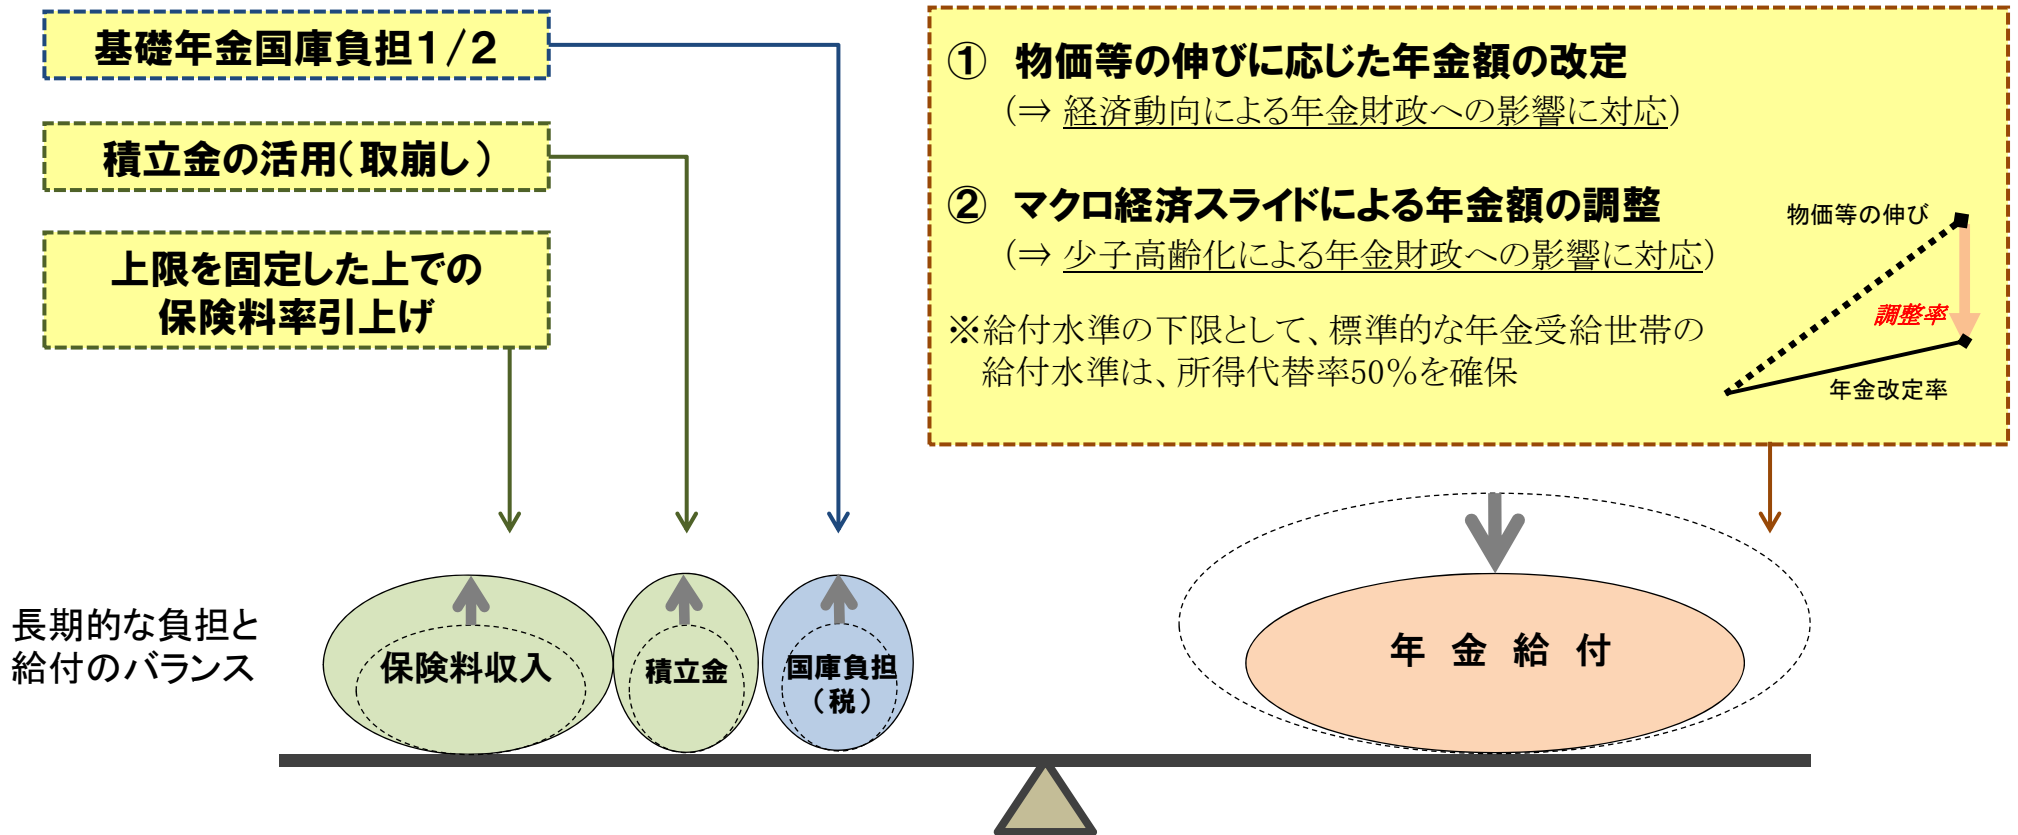 基礎年金国庫負担1/2
積立金の活用(取崩し)
上限を固定した上での
保険料率引上げ
① 物価等の伸びに応じた年金額の改定
(⇒ 経済動向による年金財政への影響に対応)
② マクロ経済スライドによる年金額の調整
(⇒ 少子高齢化による年金財政への影響に対応)
※給付水準の下限として、標準的な年金受給世帯の
給付水準は、所得代替率50%を確保
物価等の伸び
調整率
年金改定率
長期的な負担と
給付のバランス
保険料収入
積立金
国庫負担
(税)
年金給付